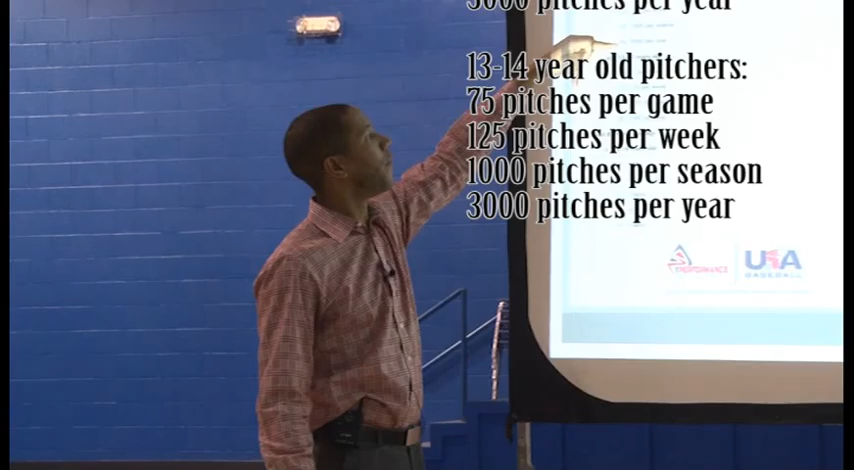 3000 pitches per year
13-14 year old pitchers:
75 pitches per game
125 pitches per week
1000 pitches per season
3000 pitches per year
USA
BASEBALL